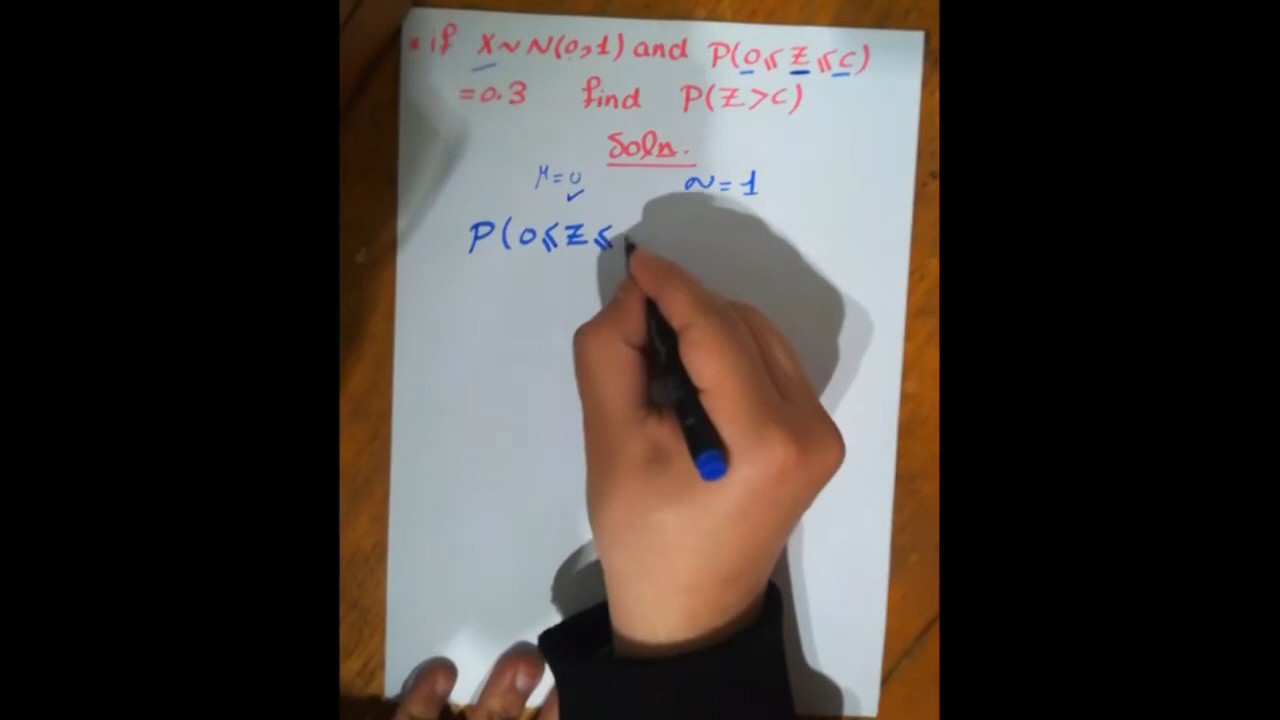 * if X ~ N(0,1) and P(0 ≤ Z ≤ c)
= 0.3 find P(Z > c)
Soln.
μ = 0 ~ = 1
P(0 ≤ Z ≤